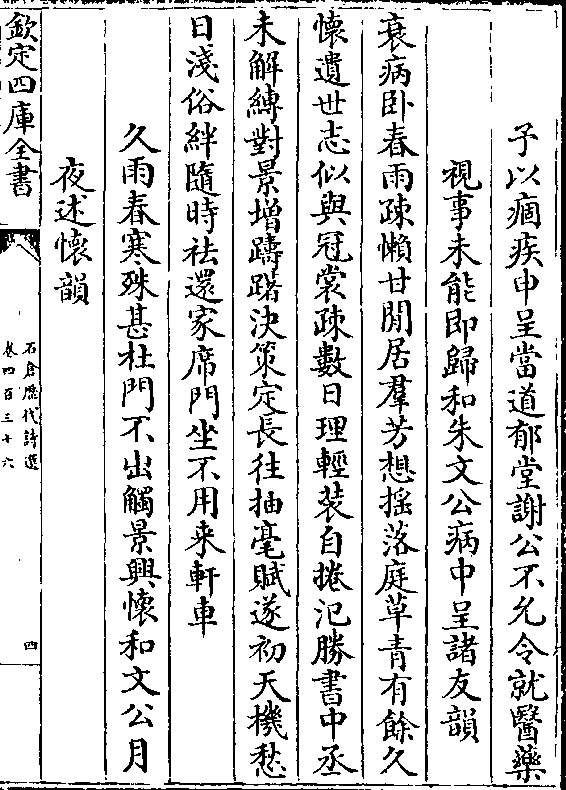 予以痼疾申呈當道郁堂謝公不允令就醫藥
視事未能即歸和朱文公病中呈諸友韻
衰病卧春雨疎懶甘閒居羣芳想揺落庭草青有餘久
懐遺世志似與冠裳疎數日理輕装自捲氾勝書中丞
未解縛對景增躊躇決策定長往抽毫賦遂初天機愁
日淺俗絆隨時袪還家席門坐不用来軒車
久雨春寒殊甚杜門不出觸景興懐和文公月
夜述懐韻
欽定四庫全書
石倉歴代詩選
卷四百三十六
四